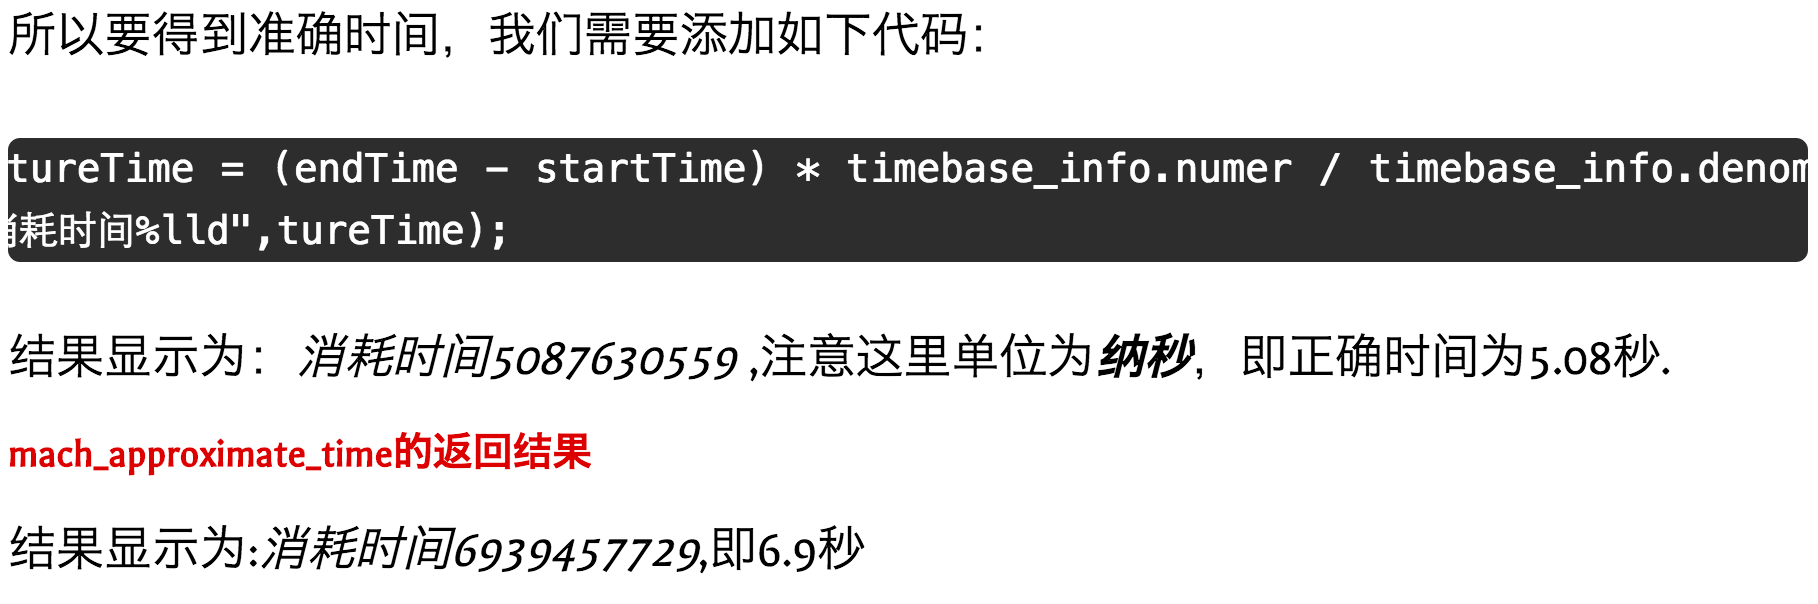 所以要得到准确时间，我们需要添加如下代码：
tureTime = (endTime - startTime) * timebase_info.numer / timebase_info.denom
耗时间%lld",tureTime);
结果显示为：消耗时间5087630559 ,注意这里单位为纳秒，即正确时间为5.08秒.
mach_approximate_time的返回结果
结果显示为:消耗时间6939457729,即6.9秒